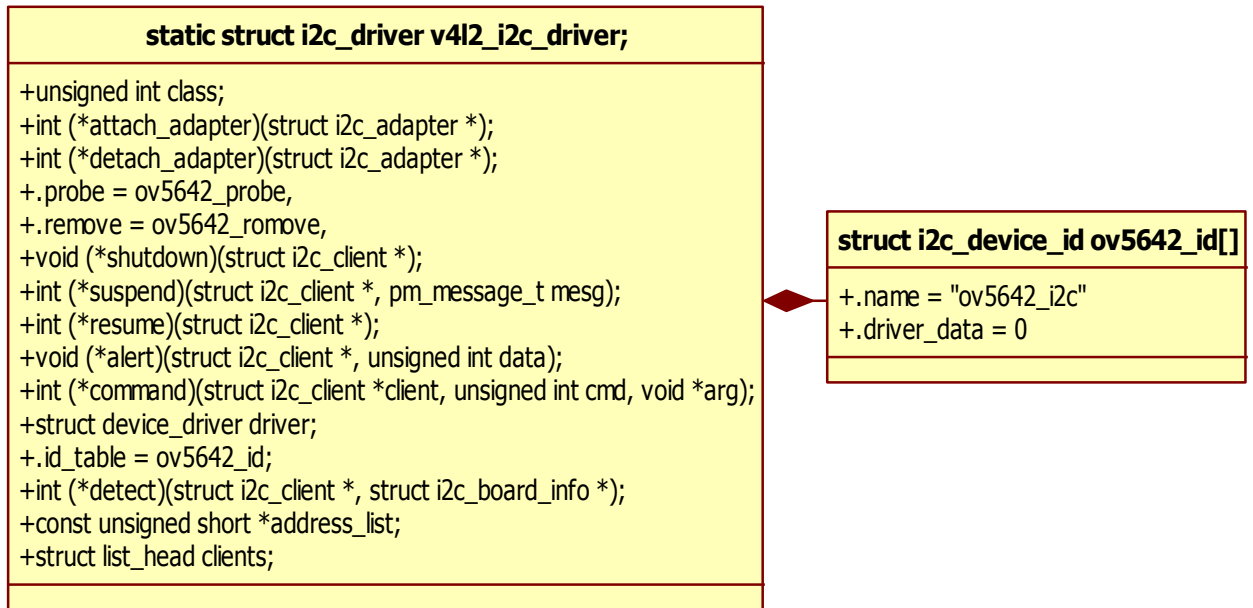 static struct i2c_driver v4l2_i2c_driver;
+unsigned int class;
+int (*attach_adapter)(struct i2c_adapter *);
+int (*detach_adapter)(struct i2c_adapter *);
+.probe = ov5642_probe,
+.remove = ov5642_romove,
+void (*shutdown)(struct i2c_client *);
+int (*suspend)(struct i2c_client *, pm_message_t mesg);
+int (*resume)(struct i2c_client *);
+void (*alert)(struct i2c_client *, unsigned int data);
+int (*command)(struct i2c_client *client, unsigned int cmd, void *arg);
+struct device_driver driver;
+.id_table = ov5642_id;
+int (*detect)(struct i2c_client *, struct i2c_board_info *);
+const unsigned short *address_list;
+struct list_head clients;
struct i2c_device_id ov5642_id[]
+.name = "ov5642_i2c"
+.driver_data = 0